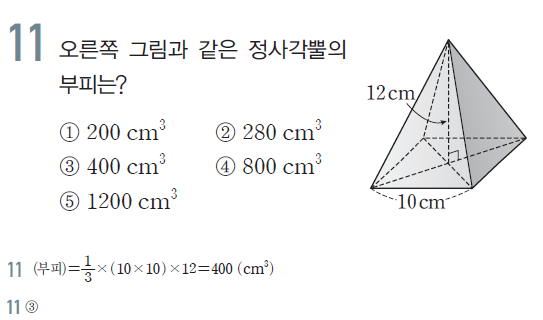 11 오른쪽 그림과 같은 정사각뿔의
부피는?
12 cm
10 cm
① 200 cm³ ② 280 cm³
③ 400 cm³ ④ 800 cm³
⑤ 1200 cm³
11 (부피)=1/3×(10×10)×12=400 (cm³)
11 ③